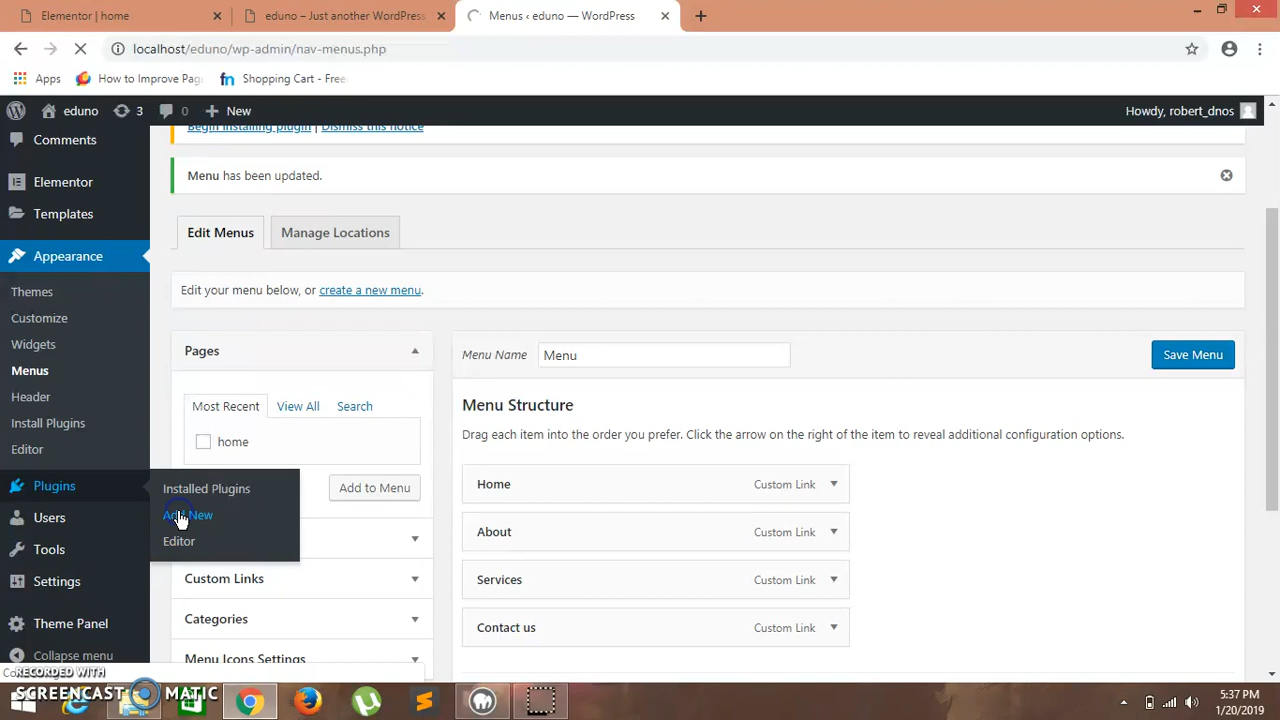 Elementor | home
eduno – Just another WordPress
Menus ‹ eduno — WordPress
localhost/eduno/wp-admin/nav-menus.php
Apps
How to Improve Pag
Shopping Cart - Free
eduno
3
0
New
Howdy, robert_dnos
Comments
Elementor
Templates
Appearance
Themes
Customize
Widgets
Menus
Header
Install Plugins
Editor
Plugins
Users
Tools
Settings
Theme Panel
Collapse menu
Installed Plugins
Add New
Editor
Begin installing plugin | Dismiss this notice
Menu has been updated.
Edit Menus
Manage Locations
Edit your menu below, or create a new menu.
Pages
Most Recent
View All
Search
home
Add to Menu
Custom Links
Categories
Menu Icons Settings
Menu Name
Menu
Save Menu
Menu Structure
Drag each item into the order you prefer. Click the arrow on the right of the item to reveal additional configuration options.
Home
Custom Link
About
Custom Link
Services
Custom Link
Contact us
Custom Link
RECORDED WITH
SCREENCAST MATIC
5:37 PM
1/20/2019